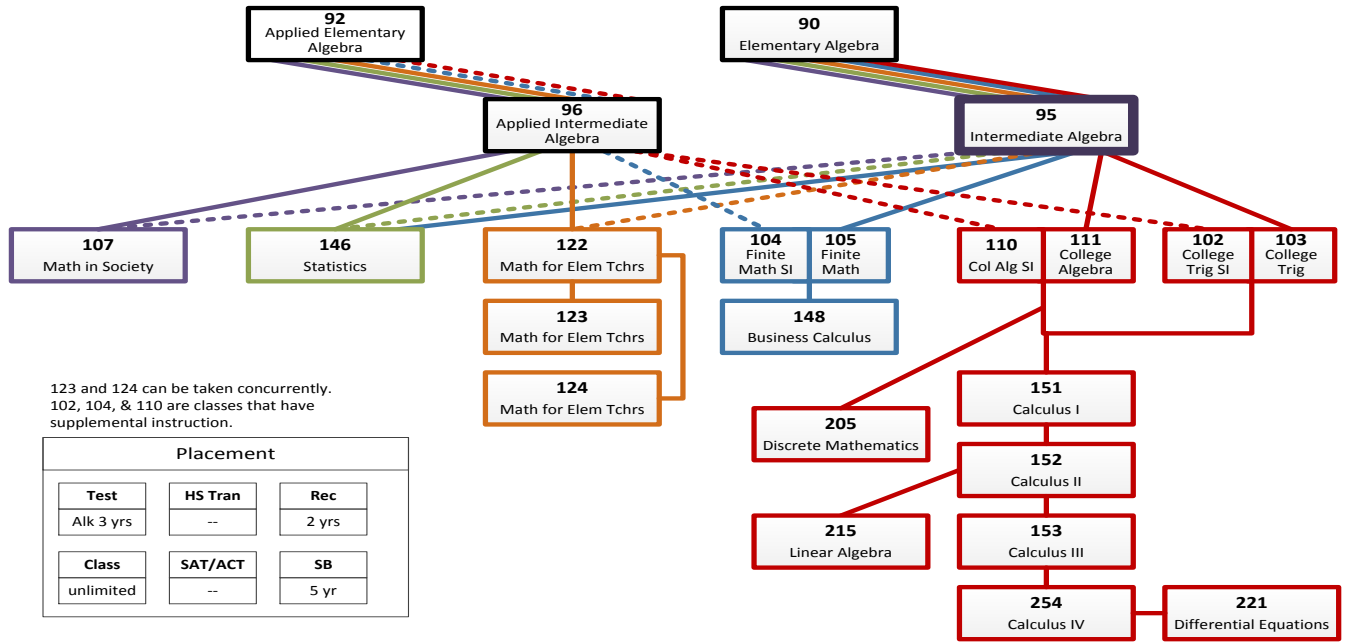 92
Applied Elementary
Algebra
90
Elementary Algebra
96
Applied Intermediate
Algebra
95
Intermediate Algebra
107
Math in Society
146
Statistics
122
Math for Elem Tchrs
104
Finite
Math SI
105
Finite
Math
110
Col Alg SI
111
College
Algebra
102
College
Trig SI
103
College
Trig
123
Math for Elem Tchrs
148
Business Calculus
124
Math for Elem Tchrs
151
Calculus I
205
Discrete Mathematics
152
Calculus II
215
Linear Algebra
153
Calculus III
254
Calculus IV
221
Differential Equations
123 and 124 can be taken concurrently.
102, 104, & 110 are classes that have
supplemental instruction.
Placement
Test
Alk 3 yrs
HS Tran
--
Rec
2 yrs
Class
unlimited
SAT/ACT
--
SB
5 yr